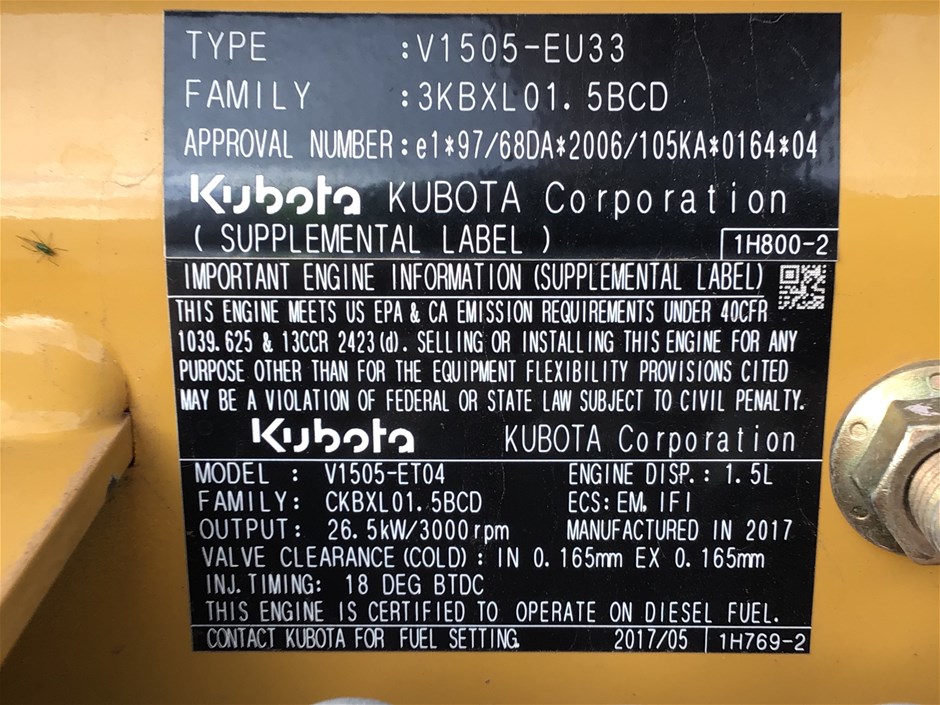 TYPE :V1505-EU33
FAMILY :3KBXL01.5BCD
APPROVAL NUMBER:e1*97/68DA*2006/105KA*0164*04
Kubota KUBOTA Corporation
( SUPPLEMENTAL LABEL ) 1H800-2
IMPORTANT ENGINE INFORMATION (SUPPLEMENTAL LABEL)
THIS ENGINE MEETS US EPA & CA EMISSION REQUIREMENTS UNDER 40CFR
1039.625 & 13CCR 2423(d). SELLING OR INSTALLING THIS ENGINE FOR ANY
PURPOSE OTHER THAN FOR THE EQUIPMENT FLEXIBILITY PROVISIONS CITED
MAY BE A VIOLATION OF FEDERAL OR STATE LAW SUBJECT TO CIVIL PENALTY.
Kubota KUBOTA Corporation
MODEL : V1505-ET04 ENGINE DISP.: 1.5L
FAMILY: CKBXL01.5BCD ECS:EM, IFI
OUTPUT: 26.5kW/3000rpm MANUFACTURED IN 2017
VALVE CLEARANCE(COLD): IN 0.165mm EX 0.165mm
INJ.TIMING: 18 DEG BTDC
THIS ENGINE IS CERTIFIED TO OPERATE ON DIESEL FUEL.
CONTACT KUBOTA FOR FUEL SETTING. 2017/05 1H769-2